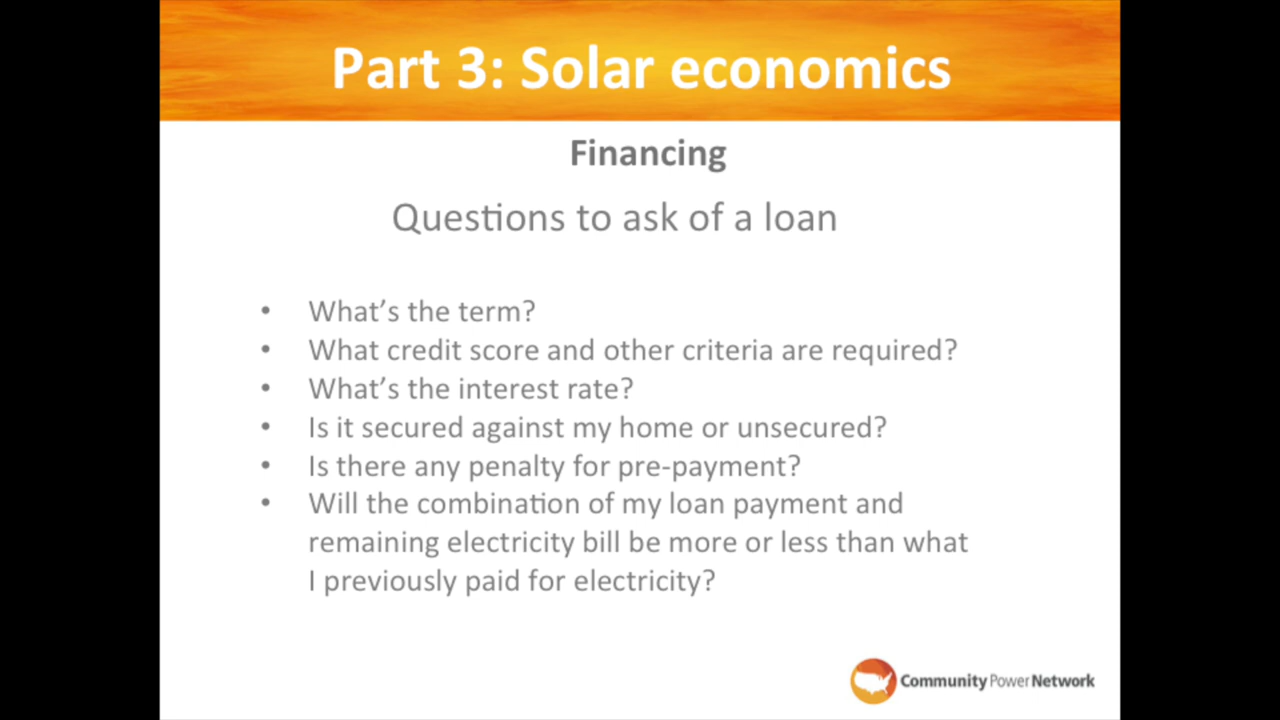 Part 3: Solar economics
Financing
Questions to ask of a loan
• What's the term?
• What credit score and other criteria are required?
• What's the interest rate?
• Is it secured against my home or unsecured?
• Is there any penalty for pre-payment?
• Will the combination of my loan payment and
remaining electricity bill be more or less than what
I previously paid for electricity?
Community Power Network